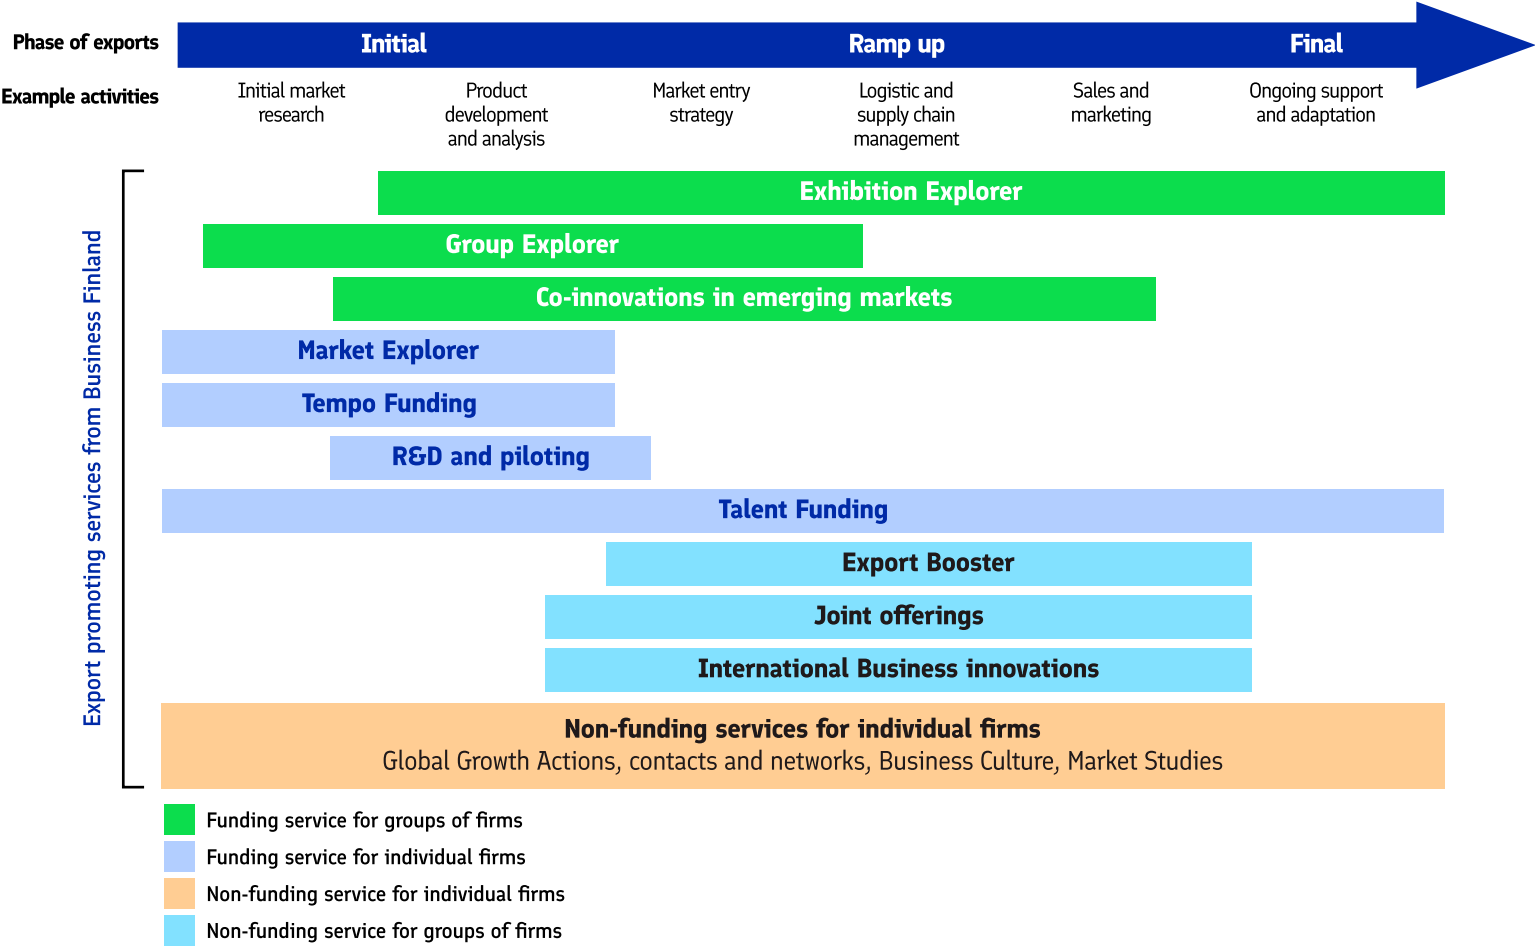 Phase of exports
Initial
Ramp up
Final
Example activities
Initial market
research
Product
development
and analysis
Market entry
strategy
Logistic and
supply chain
management
Sales and
marketing
Ongoing support
and adaptation
Export promoting services from Business Finland
Exhibition Explorer
Group Explorer
Co-innovations in emerging markets
Market Explorer
Tempo Funding
R&D and piloting
Talent Funding
Export Booster
Joint offerings
International Business innovations
Non-funding services for individual firms
Global Growth Actions, contacts and networks, Business Culture, Market Studies
Funding service for groups of firms
Funding service for individual firms
Non-funding service for individual firms
Non-funding service for groups of firms